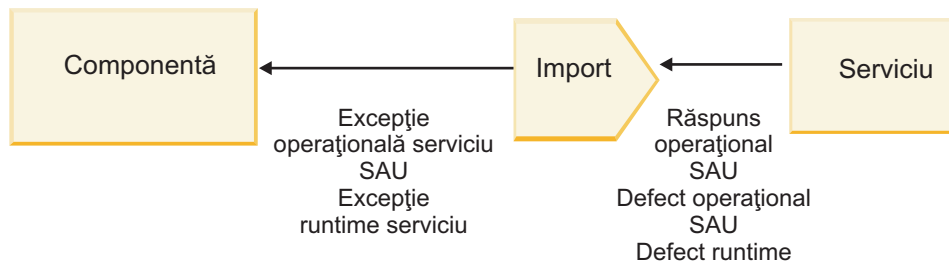 Componentă
Import
Serviciu
Excepţie
operaţională serviciu
SAU
Excepţie
runtime serviciu
Răspuns
operaţional
SAU
Defect operaţional
SAU
Defect runtime